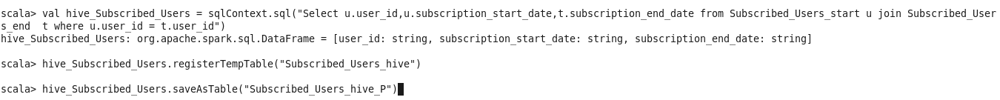 scala> val hive_Subscribed_Users = sqlContext.sql("Select u.user_id,u.subscription_start_date,t.subscription_end_date from Subscribed_Users_start u join Subscribed_User
s_end  t where u.user_id = t.user_id")
hive_Subscribed_Users: org.apache.spark.sql.DataFrame = [user_id: string, subscription_start_date: string, subscription_end_date: string]
scala> hive_Subscribed_Users.registerTempTable("Subscribed_Users_hive")
scala> hive_Subscribed_Users.saveAsTable("Subscribed_Users_hive_P")